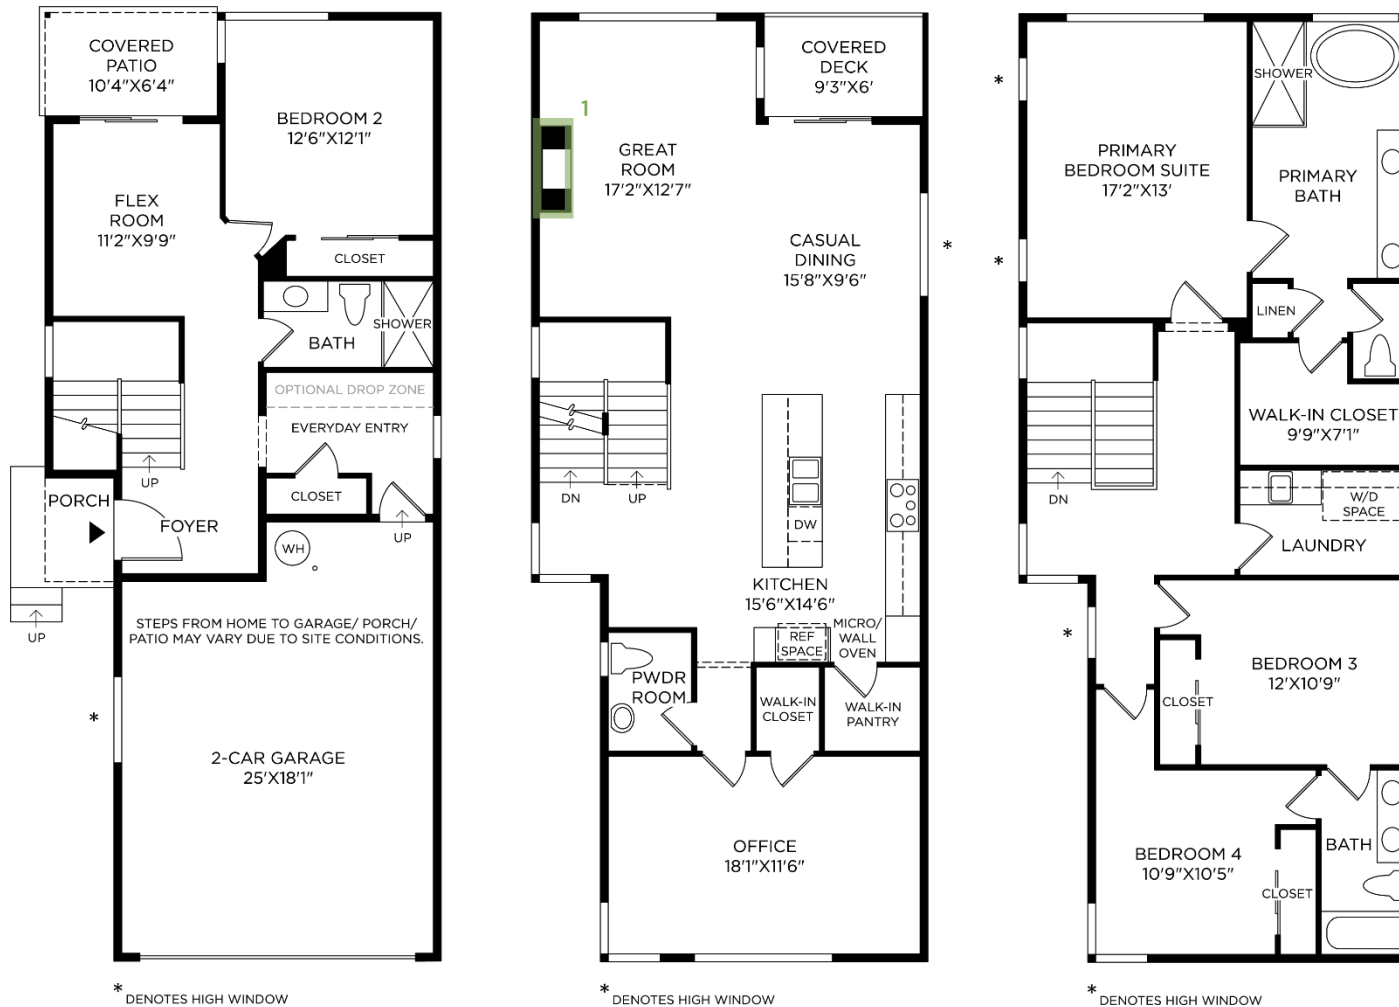 COVERED
PATIO
10'4"X6'4"
BEDROOM 2
12'6"X12'1"
FLEX
ROOM
11'2"X9'9"
CLOSET
BATH
SHOWER
OPTIONAL DROP ZONE
EVERYDAY ENTRY
CLOSET
UP
PORCH
FOYER
UP
WH
UP
STEPS FROM HOME TO GARAGE/ PORCH/
PATIO MAY VARY DUE TO SITE CONDITIONS.
*
2-CAR GARAGE
25'X18'1"
* DENOTES HIGH WINDOW
COVERED
DECK
9'3"X6'
1
GREAT
ROOM
17'2"X12'7"
CASUAL
DINING
15'8"X9'6"
*
DN
UP
DW
KITCHEN
15'6"X14'6"
REF
SPACE
MICRO/
WALL
OVEN
PWDR
ROOM
WALK-IN
CLOSET
WALK-IN
PANTRY
OFFICE
18'1"X11'6"
* DENOTES HIGH WINDOW
SHOWER
*
PRIMARY
BEDROOM SUITE
17'2"X13'
PRIMARY
BATH
*
LINEN
WALK-IN CLOSET
9'9"X7'1"
DN
W/D
SPACE
LAUNDRY
*
BEDROOM 3
12'X10'9"
CLOSET
BATH
BEDROOM 4
10'9"X10'5"
CLOSET
* DENOTES HIGH WINDOW